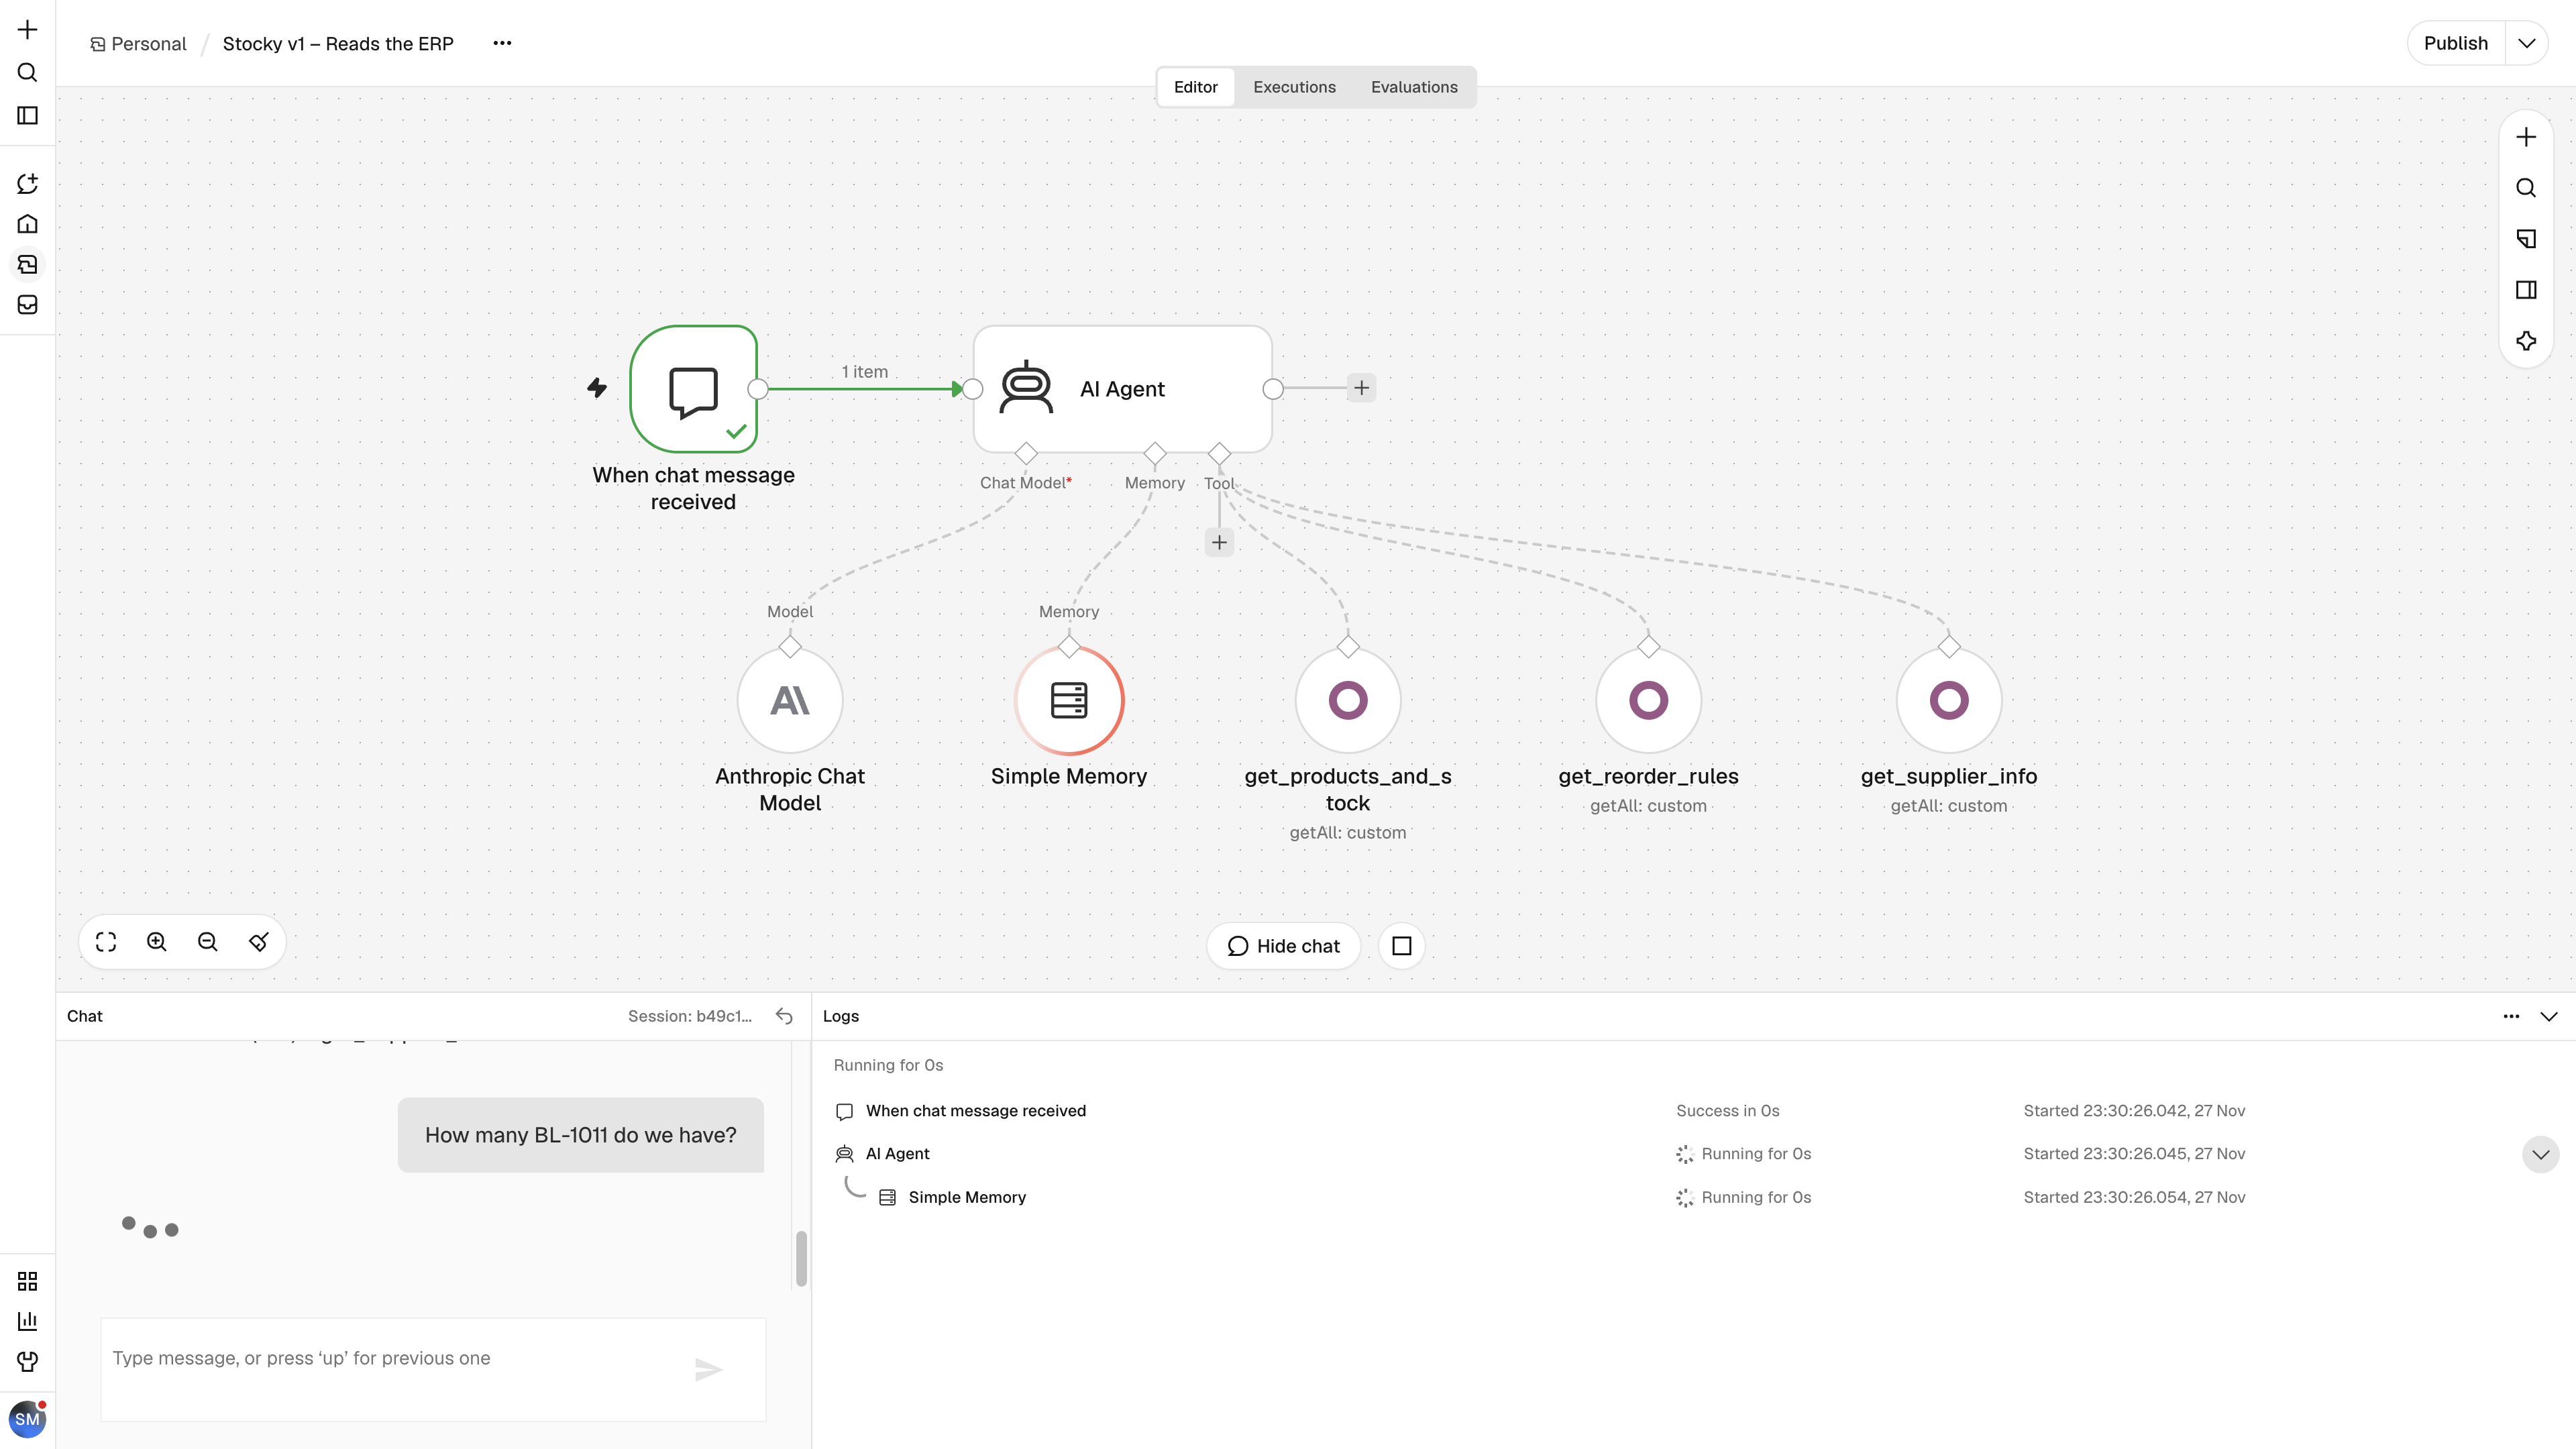 Personal / Stocky v1 – Reads the ERP
Publish
Editor Executions Evaluations
1 item
AI Agent
When chat message
received
Chat Model* Memory Tool
Model Memory
Anthropic Chat
Model
Simple Memory
get_products_and_s
tock
getAll: custom
get_reorder_rules
getAll: custom
get_supplier_info
getAll: custom
Hide chat
Chat Session: b49c1...
Logs
Running for 0s
When chat message received Success in 0s Started 23:30:26.042, 27 Nov
AI Agent Running for 0s Started 23:30:26.045, 27 Nov
Simple Memory Running for 0s Started 23:30:26.054, 27 Nov
How many BL-1011 do we have?
Type message, or press ‘up’ for previous one
SM